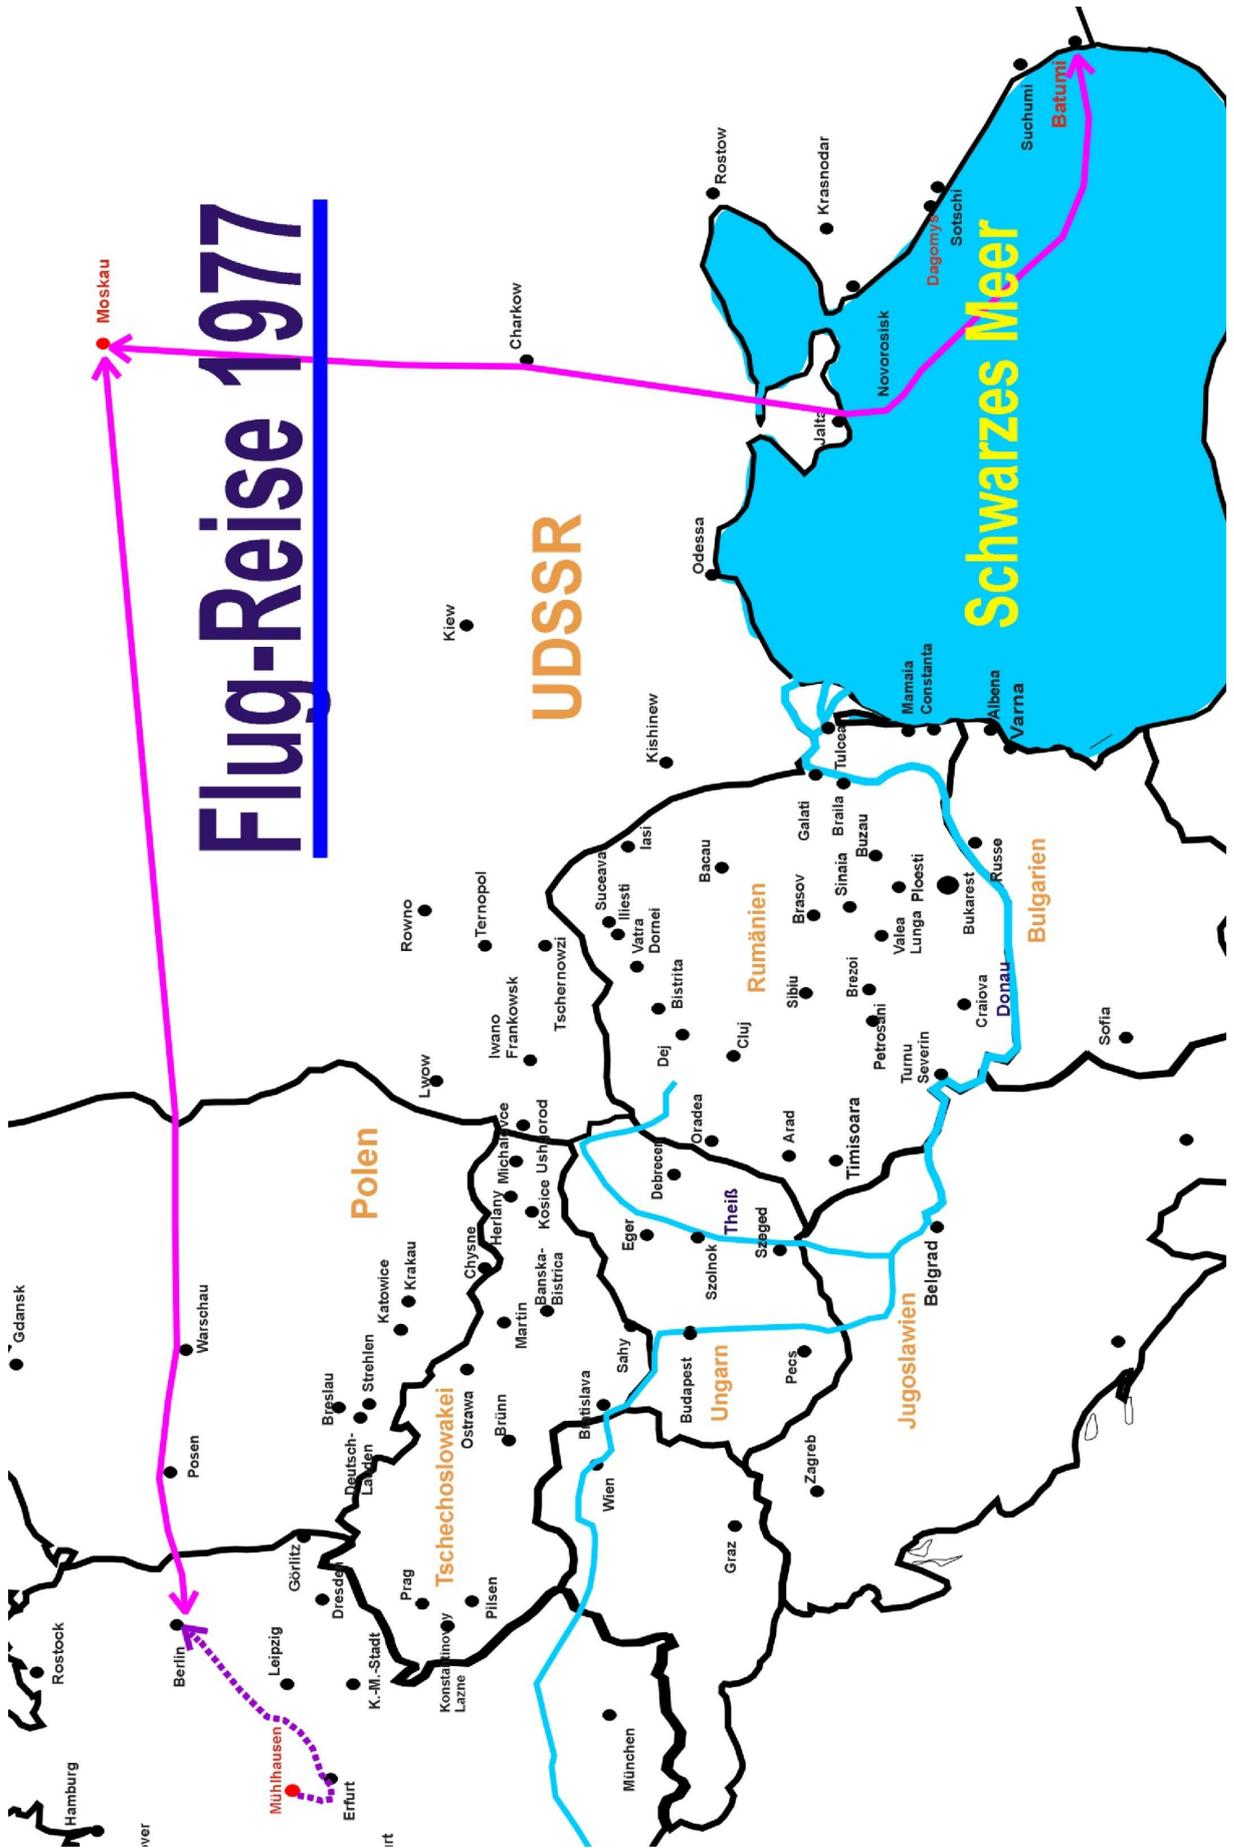 Flug-Reise 1977
Hamburg
Rostock
Gdansk
Moskau
Berlin
Posen
Warschau
Mühlhausen
Erfurt
Leipzig
K.-M.-Stadt
Dresden
Görlitz
Breslau
Strehlen
Deutsch-
Katowice
Krakau
Polen
Lwow
Rowno
Ternopol
Iwano
Frankowsk
Tschernowzi
Kiew
UDSSR
Charkow
Kishinew
Odessa
Rostow
Krasnodar
Jalta
Novorosisk
Dagomys
Sotschi
Suchumi
Batumi
Schwarzes Meer
Prag
Pilsen
Konstantinovy
Lazne
Tschechoslowakei
Ostrawa
Brünn
Martin
Banska-
Bistrica
Chysne
Herlany
Michalovce
Kosice
Ushgorod
Bratislava
Sahy
Wien
München
Graz
Zagreb
Budapest
Ungarn
Pecs
Eger
Szolnok
Debrecen
Theiß
Szeged
Jugoslawien
Belgrad
Oradea
Arad
Timisoara
Dej
Cluj
Bistrita
Vatra
Dornei
Iliesti
Suceava
Iasi
Bacau
Rumänien
Sibiu
Brasov
Sinaia
Buzau
Ploesti
Valea
Lunga
Brezoi
Petrosani
Turnu
Severin
Craiova
Donau
Bukarest
Russe
Bulgarien
Sofia
Galati
Braila
Tulcea
Mamaia
Constanta
Albena
Varna
ver
rt